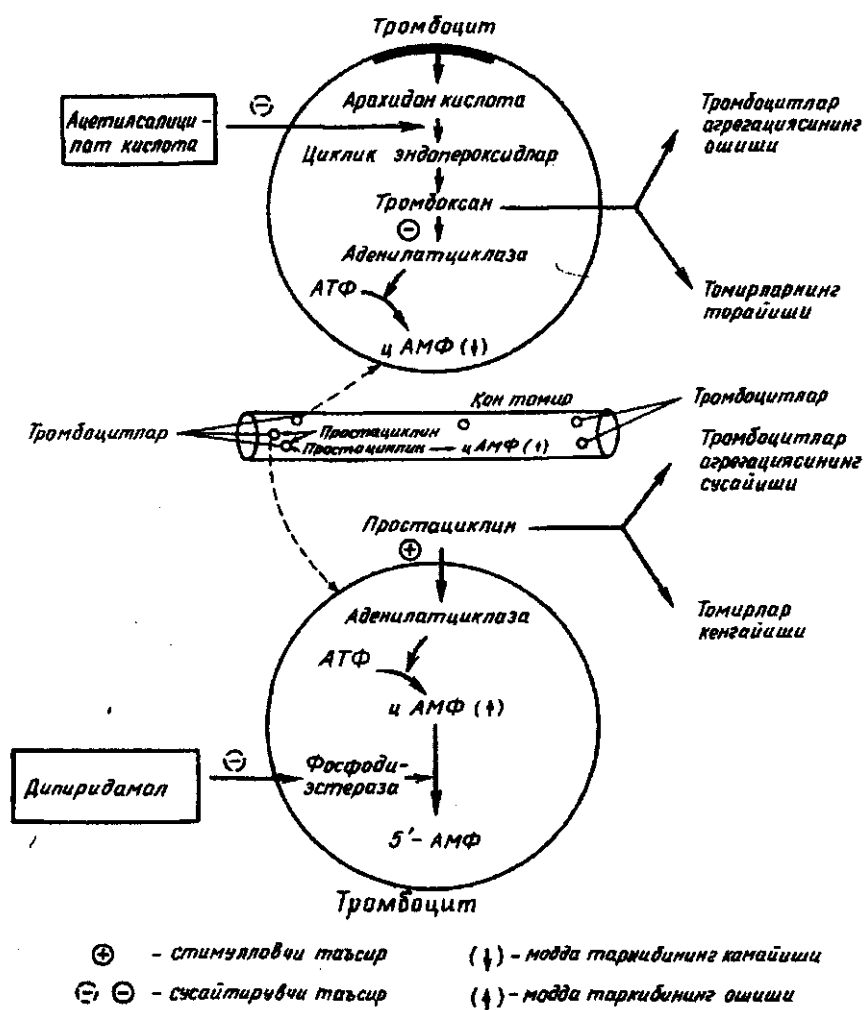 Тромбоцит
Арахидон кислота
Ацетилсалици-
лат кислота
Циклик эндопероксидлар
Тромбоксан
Аденилатциклаза
АТФ
ц АМФ (↓)
Тромбоцитлар
агрегациясининг
ошиши
Томирларнинг
торайиши
Қон томир
Тромбоцитлар
Простациклин
Простациклин → ц АМФ (↑)
Тромбоцитлар
Тромбоцитлар
агрегациясининг
сусайиши
Простациклин
Томирлар
кенгайиши
Аденилатциклаза
АТФ
ц АМФ (↑)
Дипиридамол
Фосфоди-
эстераза
5'- АМФ
Тромбоцит
⊕ - стимулловчи таъсир
⊖, ⊖ - сусайтирувчи таъсир
(↓) - модда таркибининг камайиши
(↑) - модда таркибининг ошиши